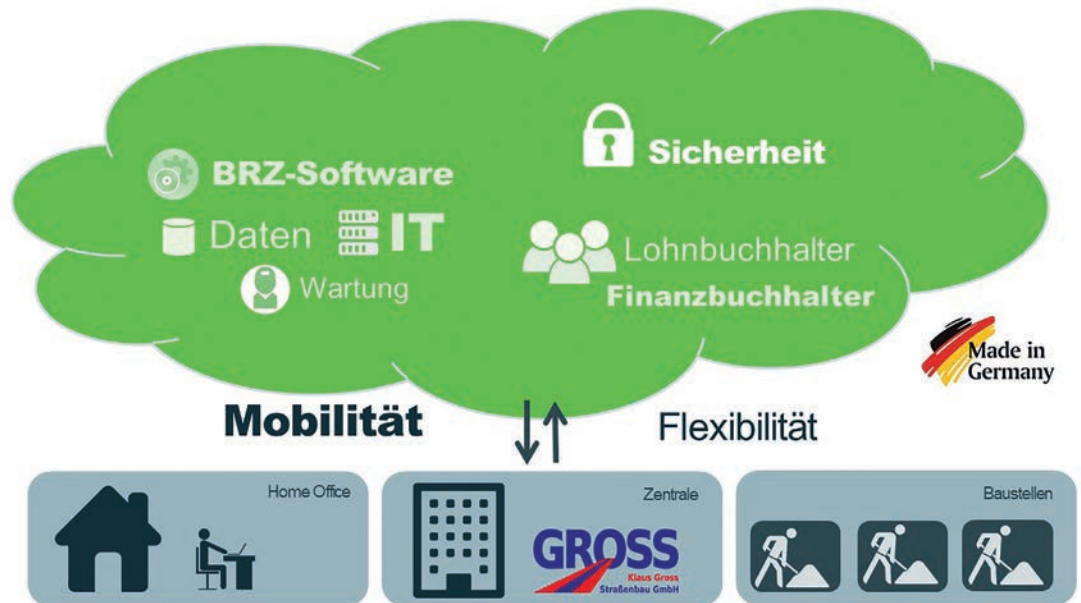 BRZ-Software
Sicherheit
Daten
IT
Wartung
Lohnbuchhalter
Finanzbuchhalter
Made in
Germany
Mobilität
Flexibilität
Home Office
Zentrale
GROSS
Klaus Gross
Straßenbau GmbH
Baustellen